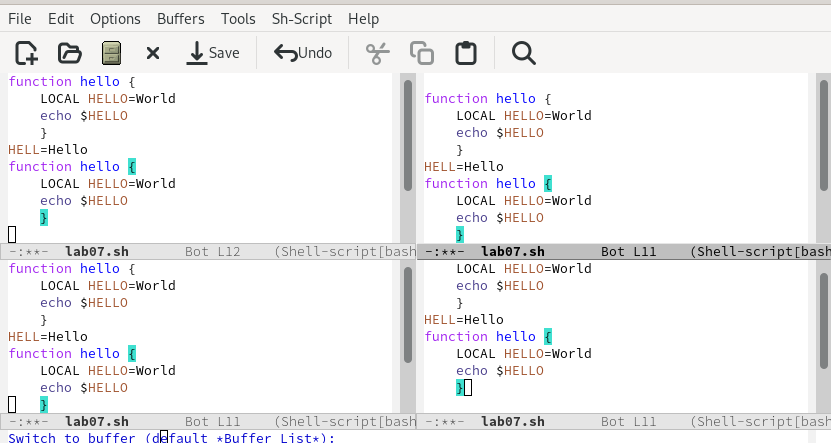 File Edit Options Buffers Tools Sh-Script Help
Save Undo
function hello {
    LOCAL HELLO=World
    echo $HELLO
    }
HELL=Hello
function hello {
    LOCAL HELLO=World
    echo $HELLO
    }
-:**- lab07.sh Bot L12 (Shell-script[bash
function hello {
    LOCAL HELLO=World
    echo $HELLO
    }
HELL=Hello
function hello {
    LOCAL HELLO=World
    echo $HELLO
    }
-:**- lab07.sh Bot L11 (Shell-script[bash
function hello {
    LOCAL HELLO=World
    echo $HELLO
    }
HELL=Hello
function hello {
    LOCAL HELLO=World
    echo $HELLO
    }
-:**- lab07.sh Bot L11 (Shell-script[bash
    LOCAL HELLO=World
    echo $HELLO
    }
HELL=Hello
function hello {
    LOCAL HELLO=World
    echo $HELLO
    }
-:**- lab07.sh Bot L11 (Shell-script[bash
Switch to buffer (default *Buffer List*):